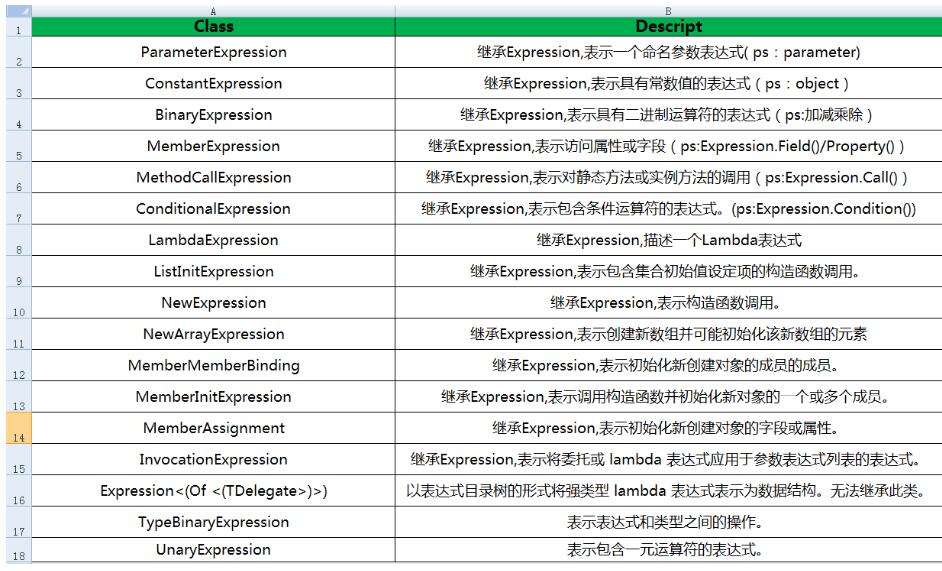 A B
1 Class Descript
2 ParameterExpression 继承Expression,表示一个命名参数表达式( ps：parameter)
3 ConstantExpression 继承Expression,表示具有常数值的表达式（ps：object）
4 BinaryExpression 继承Expression,表示具有二进制运算符的表达式（ps:加减乘除）
5 MemberExpression 继承Expression,表示访问属性或字段（ps:Expression.Field()/Property()）
6 MethodCallExpression 继承Expression,表示对静态方法或实例方法的调用（ps:Expression.Call()）
7 ConditionalExpression 继承Expression,表示包含条件运算符的表达式。(ps:Expression.Condition())
8 LambdaExpression 继承Expression,描述一个Lambda表达式
9 ListInitExpression 继承Expression,表示包含集合初始值设定项的构造函数调用。
10 NewExpression 继承Expression,表示构造函数调用。
11 NewArrayExpression 继承Expression,表示创建新数组并可能初始化该新数组的元素
12 MemberMemberBinding 继承Expression,表示初始化新创建对象的成员的成员。
13 MemberInitExpression 继承Expression,表示调用构造函数并初始化新对象的一个或多个成员。
14 MemberAssignment 继承Expression,表示初始化新创建对象的字段或属性。
15 InvocationExpression 继承Expression,表示将委托或 lambda 表达式应用于参数表达式列表的表达式。
16 Expression<(Of <(TDelegate>)>) 以表达式目录树的形式将强类型 lambda 表达式表示为数据结构。无法继承此类。
17 TypeBinaryExpression 表示表达式和类型之间的操作。
18 UnaryExpression 表示包含一元运算符的表达式。